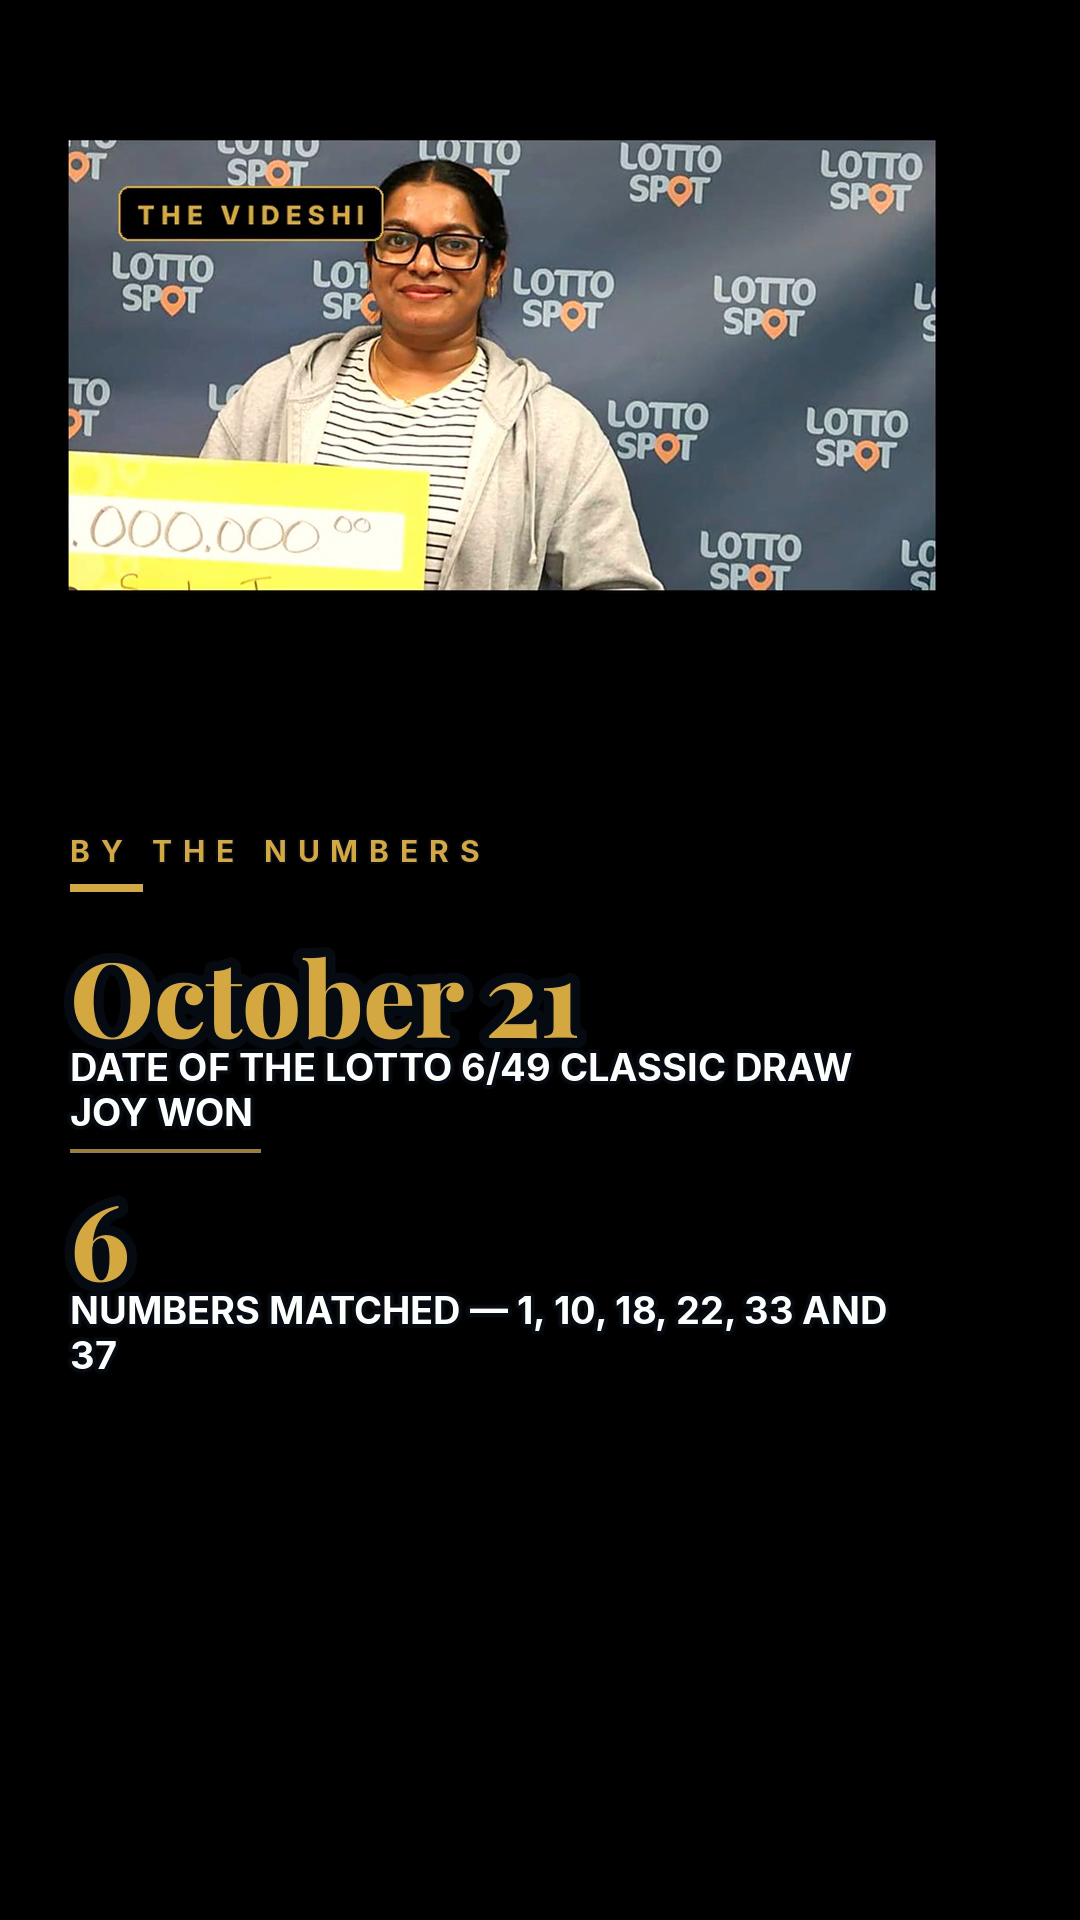 LOTTO LOTTO LOTTO LOTTO
SPOT SPOT
THE VIDESHI
LOTTO LOTTO LOTTO
SPOT SPOT SPOT
LOTTO LOTTO
SPOT SPOT
.000.000 00
LOTTO
SPOT
BY THE NUMBERS
October 21
DATE OF THE LOTTO 6/49 CLASSIC DRAW
JOY WON
6
NUMBERS MATCHED — 1, 10, 18, 22, 33 AND
37